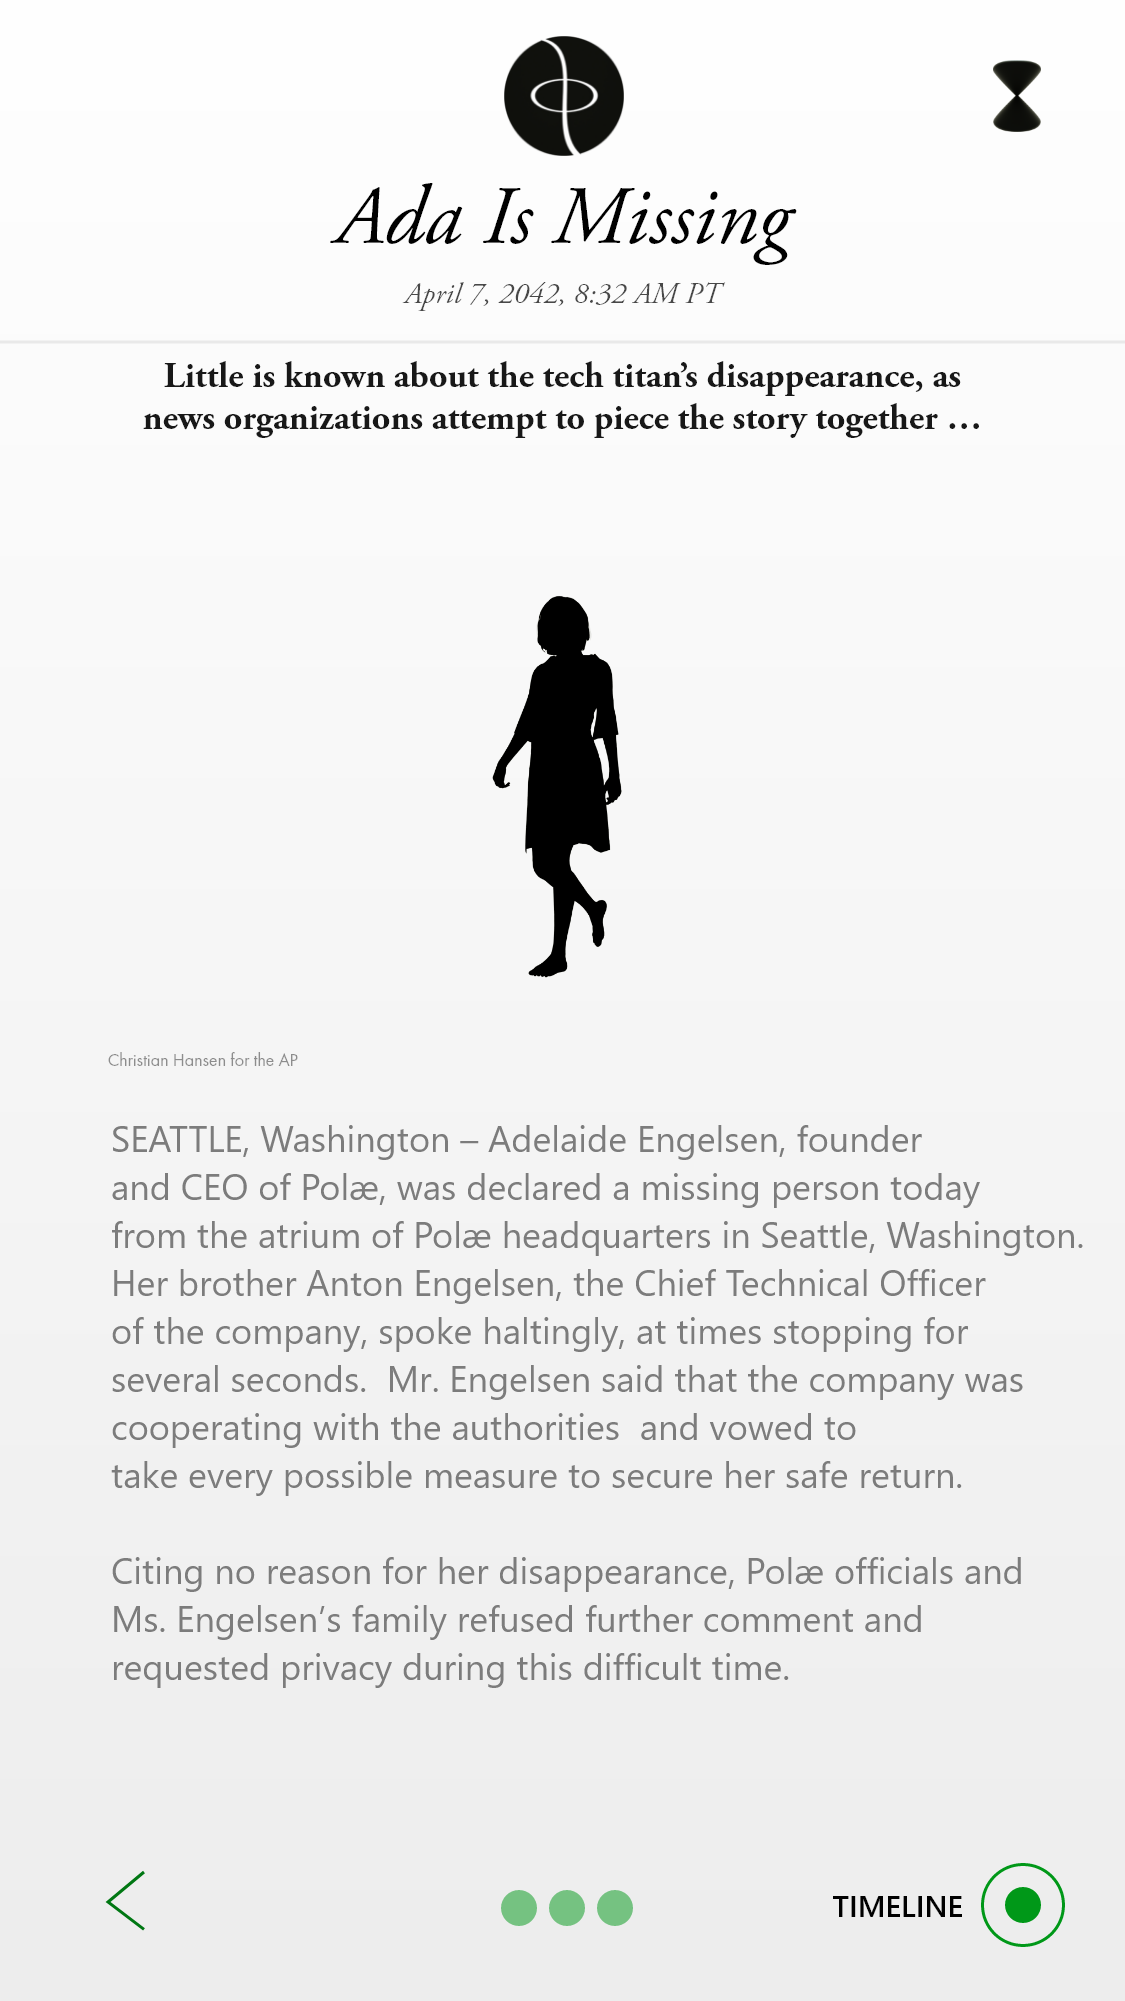 Ada Is Missing
April 7, 2042, 8:32 AM PT
Little is known about the tech titan’s disappearance, as
news organizations attempt to piece the story together …
Christian Hansen for the AP
SEATTLE, Washington – Adelaide Engelsen, founder
and CEO of Polæ, was declared a missing person today
from the atrium of Polæ headquarters in Seattle, Washington.
Her brother Anton Engelsen, the Chief Technical Officer
of the company, spoke haltingly, at times stopping for
several seconds.  Mr. Engelsen said that the company was
cooperating with the authorities  and vowed to
take every possible measure to secure her safe return.
Citing no reason for her disappearance, Polæ officials and
Ms. Engelsen’s family refused further comment and
requested privacy during this difficult time.
TIMELINE